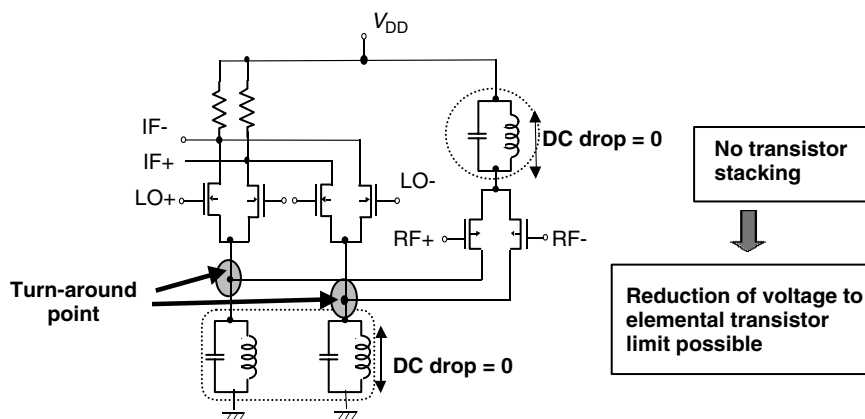 VDD
IF-
IF+
LO+
LO-
DC drop = 0
RF+
RF-
No transistor
stacking
Turn-around
point
DC drop = 0
Reduction of voltage to
elemental transistor
limit possible